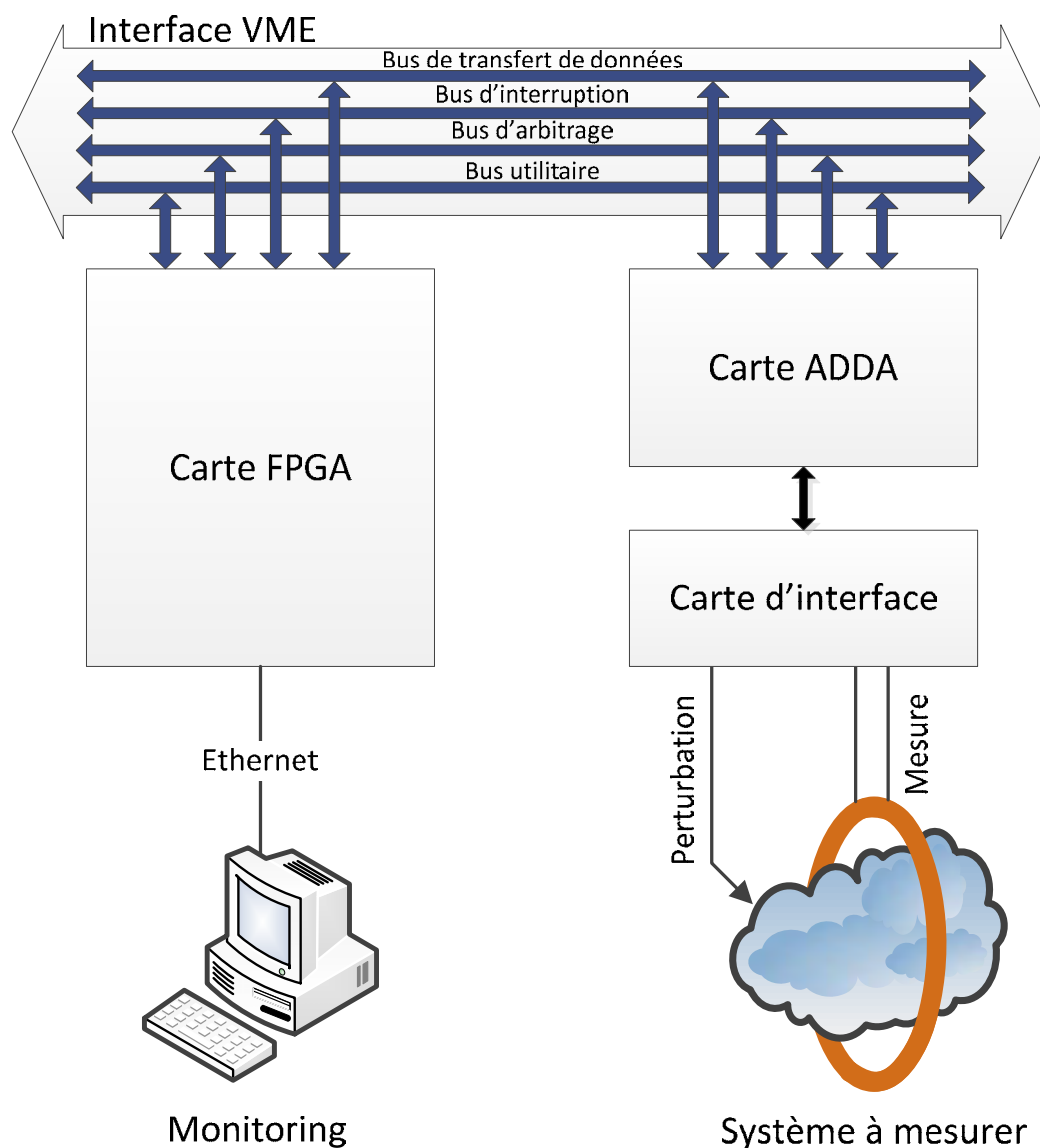 Interface VME
Bus de transfert de données
Bus d’interruption
Bus d’arbitrage
Bus utilitaire
Carte FPGA
Carte ADDA
Carte d’interface
Ethernet
Perturbation
Mesure
Monitoring
Système à mesurer